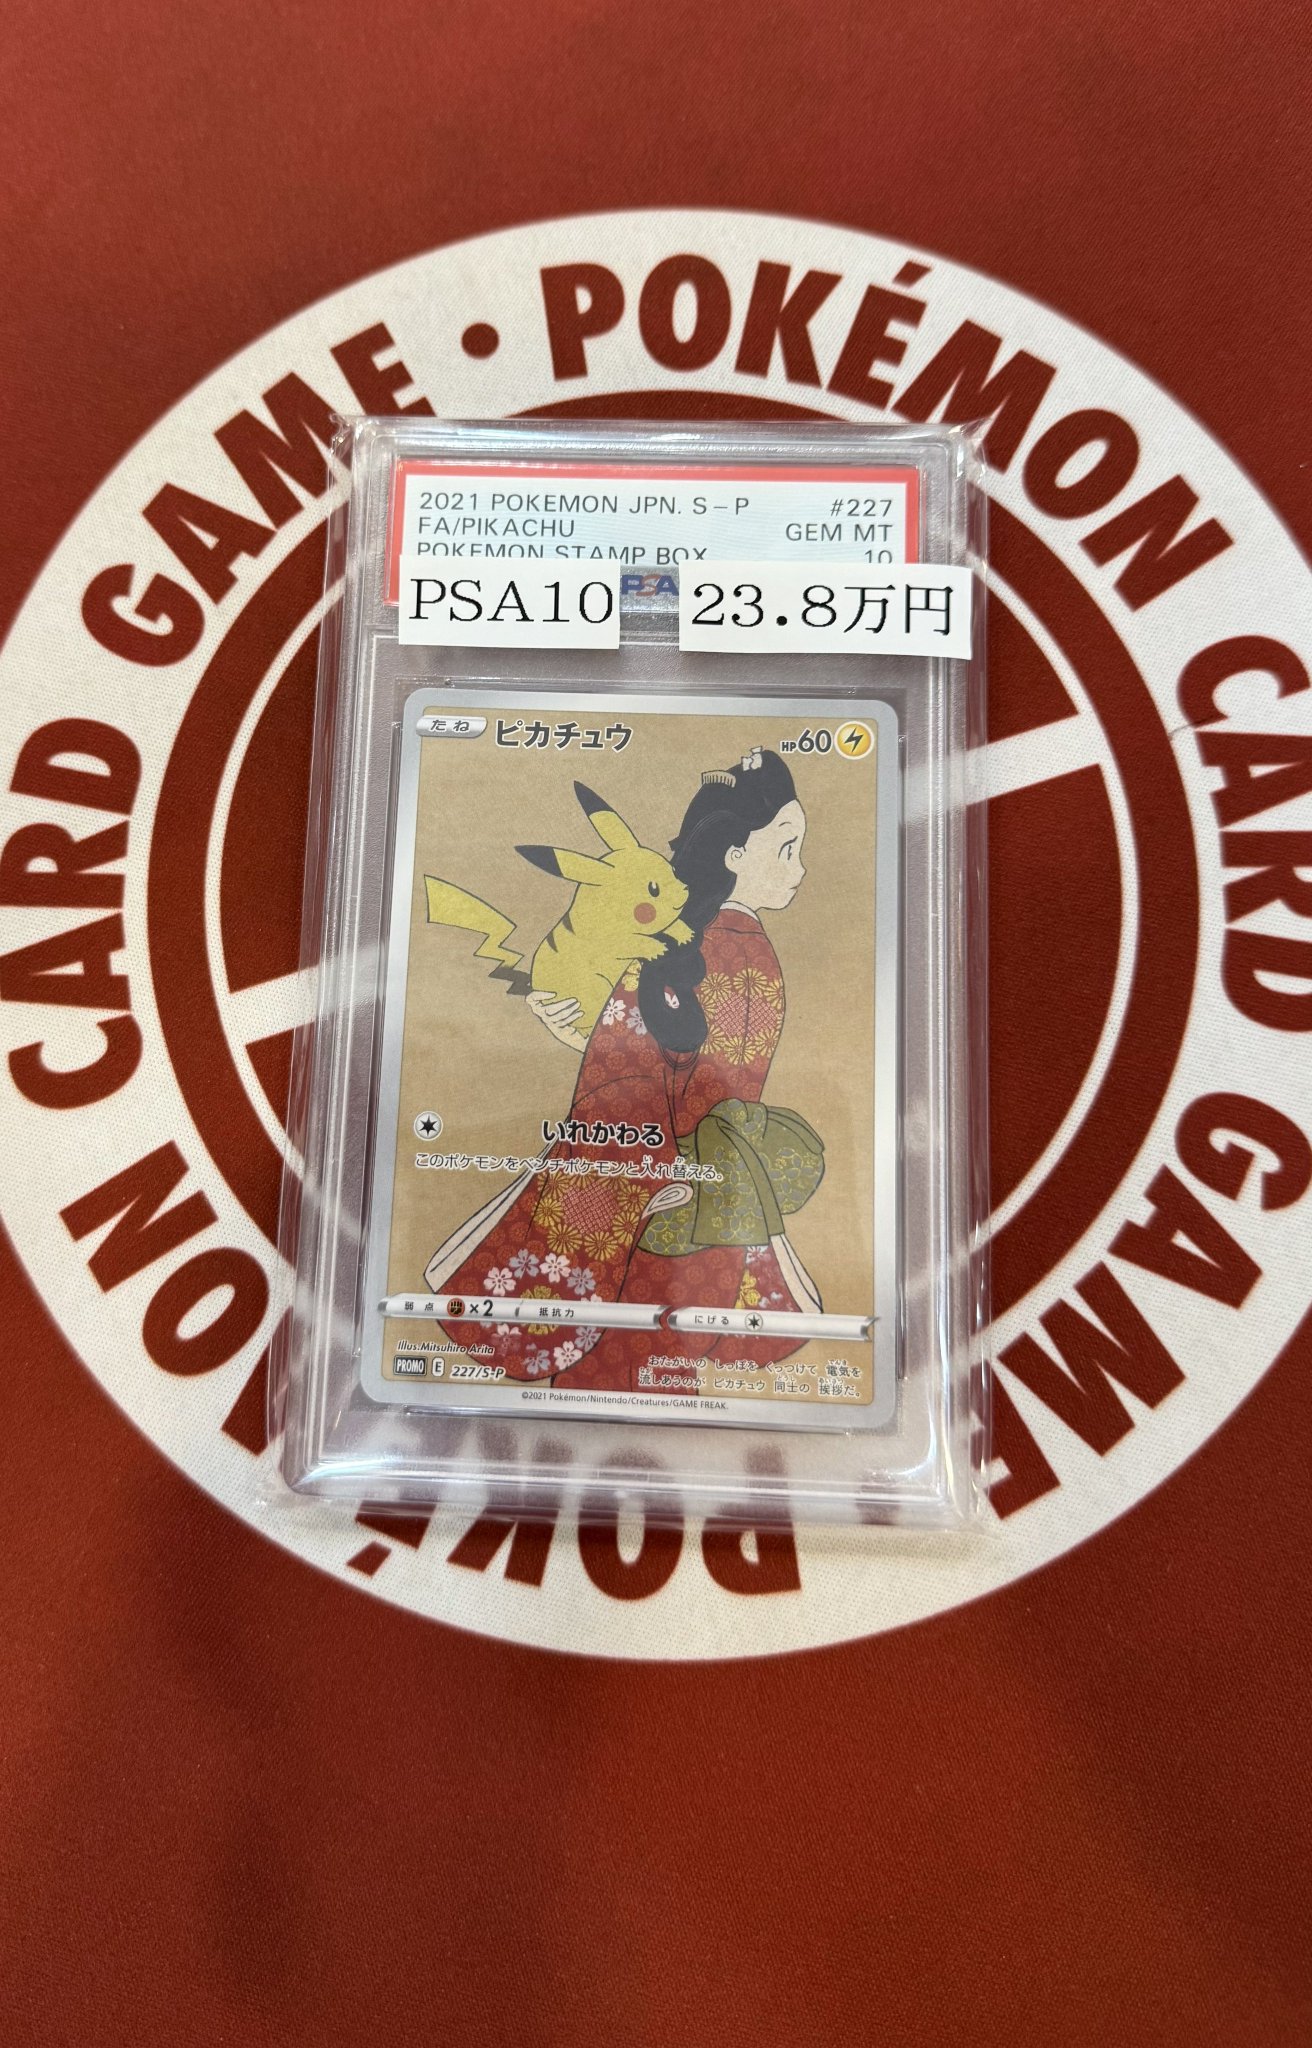 POKÉMON CARD GAME • POKÉMON CARD GAME
2021 POKEMON JPN. S-P #227
FA/PIKACHU GEM MT
POKEMON STAMP BOX 10
PSA
PSA10 23.8万円
たね ピカチュウ HP60
いれかわる
このポケモンをベンチポケモンと入れ替える。
弱点 ×2 抵抗力 にげる
Illus.Mitsuhiro Arita
PROMO E 227/S-P
おたがいの しっぽを くっつけて 電気を
流しあうのが ピカチュウ 同士の 挨拶だ。
©2021 Pokémon/Nintendo/Creatures/GAME FREAK.